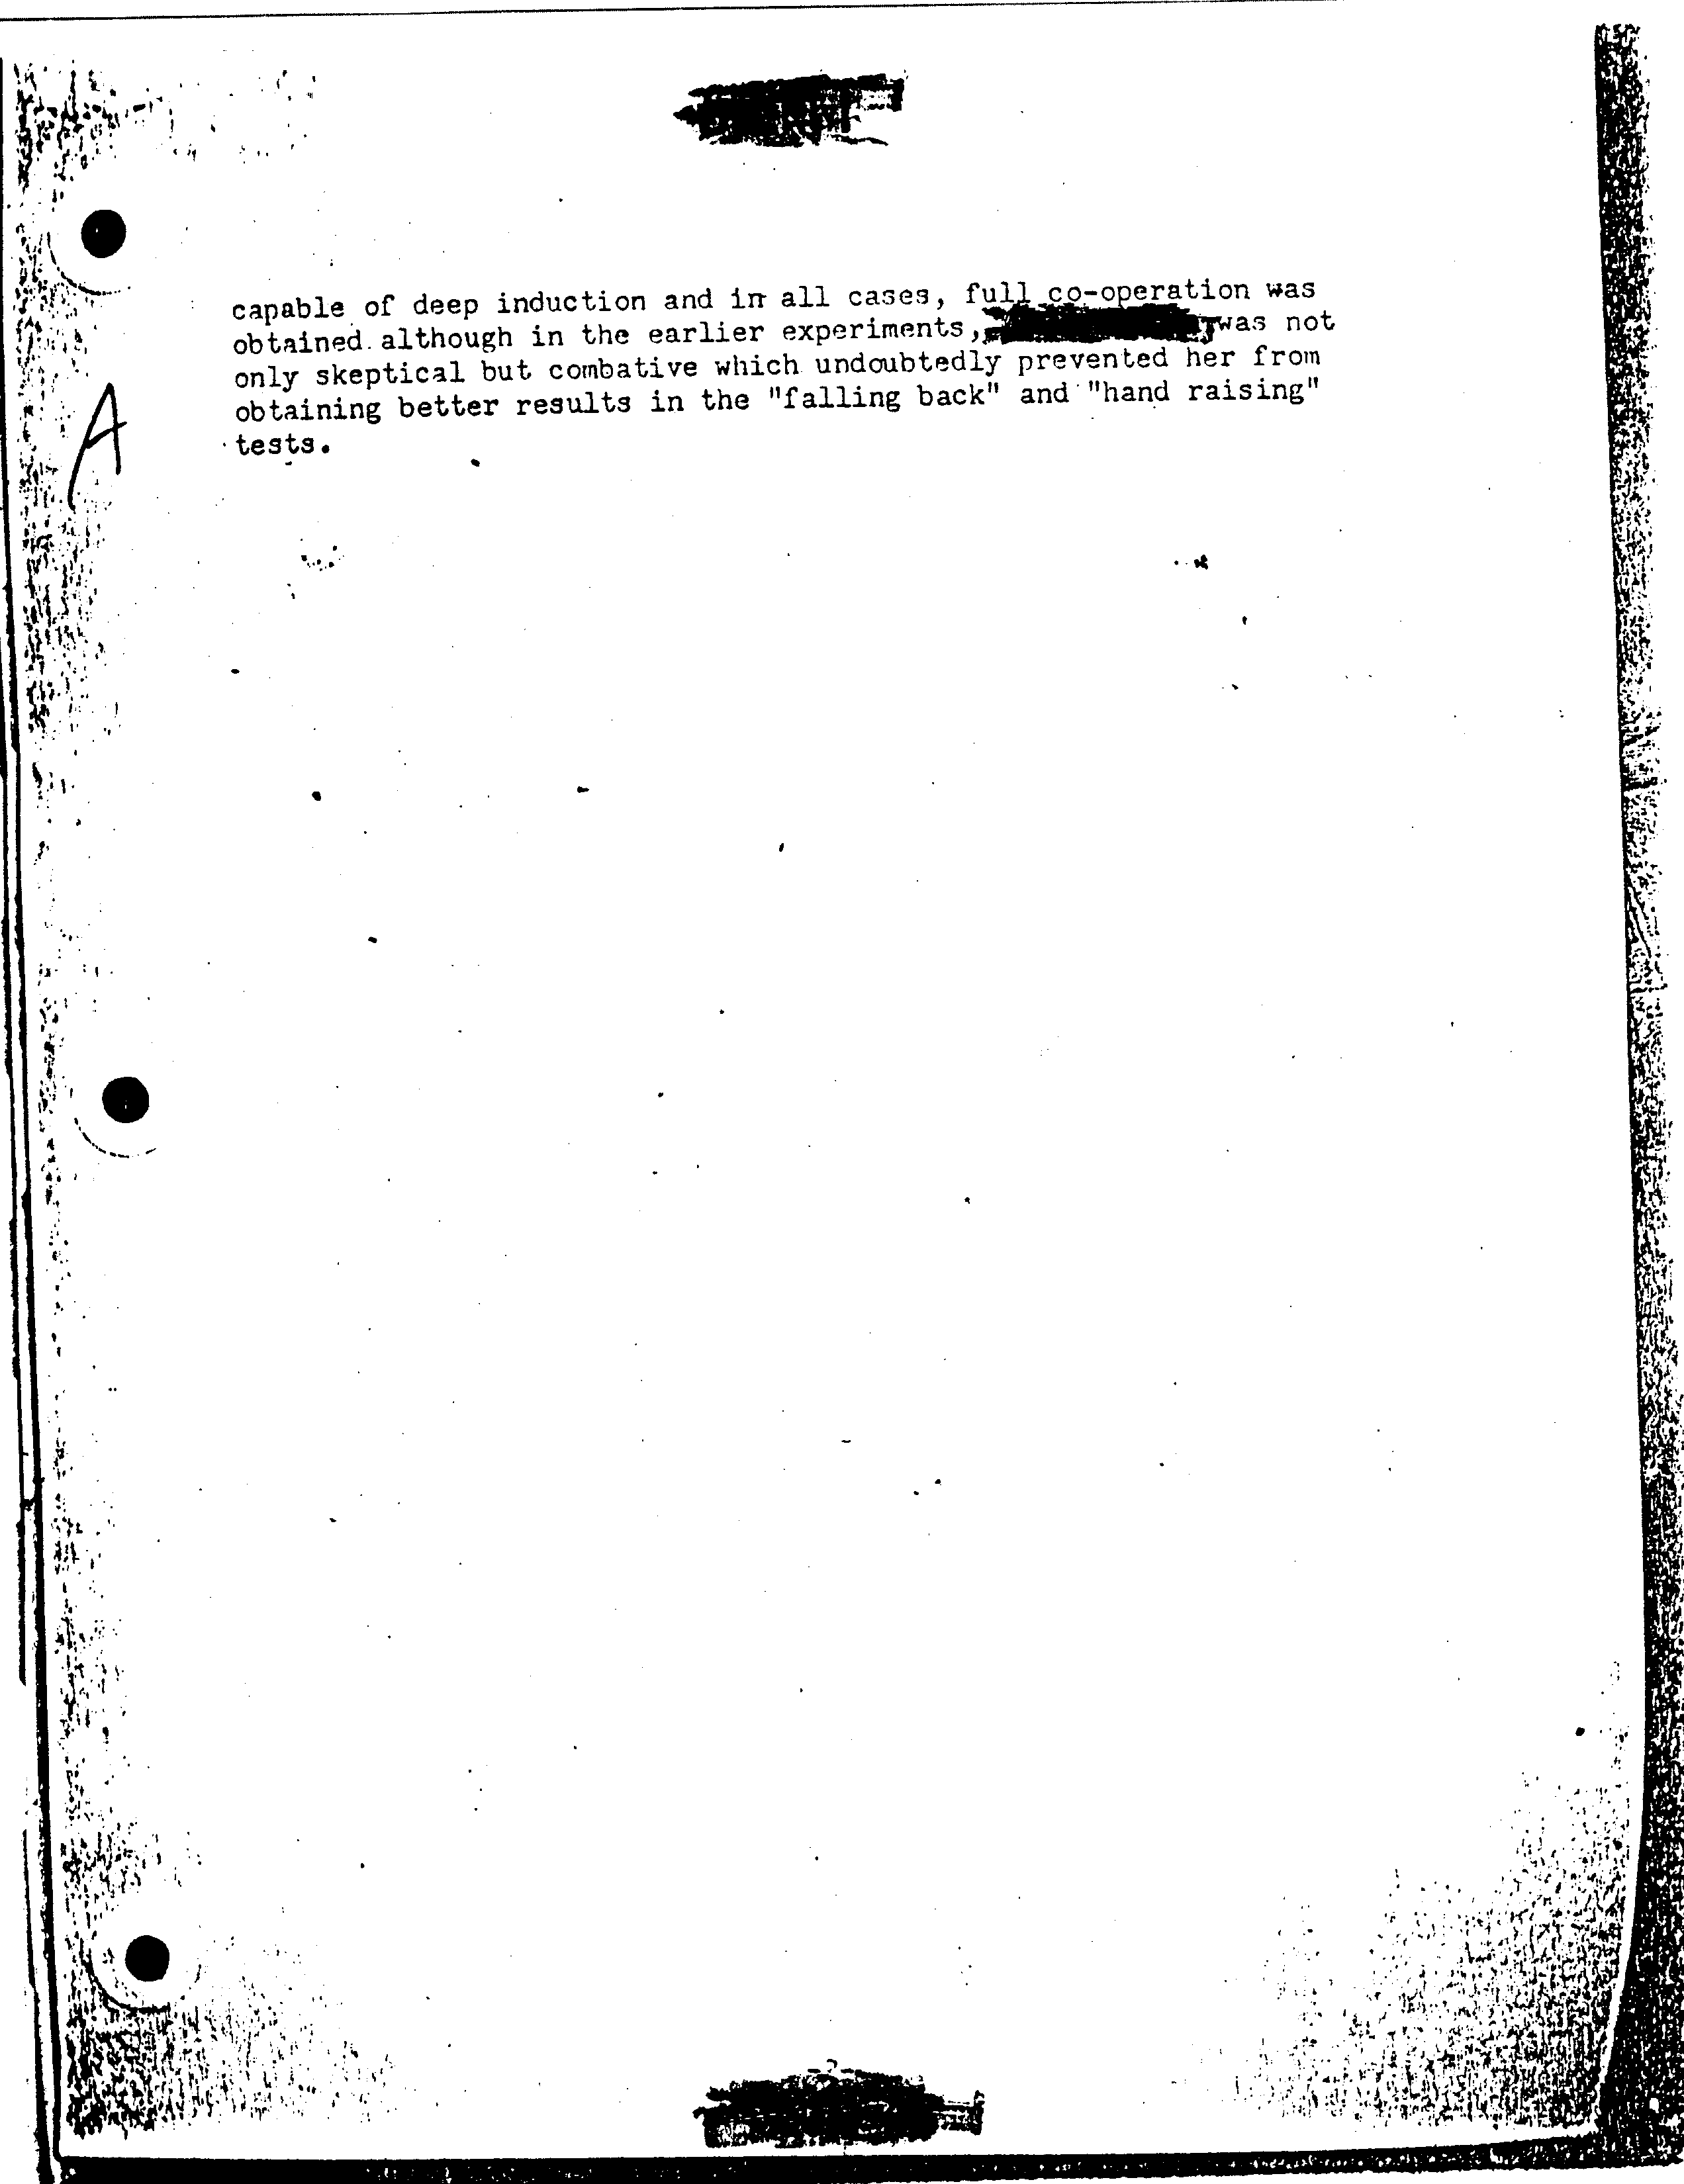 capable of deep induction and in all cases, full co-operation was
obtained although in the earlier experiments, was not
only skeptical but combative which undoubtedly prevented her from
obtaining better results in the "falling back" and "hand raising"
tests.
A